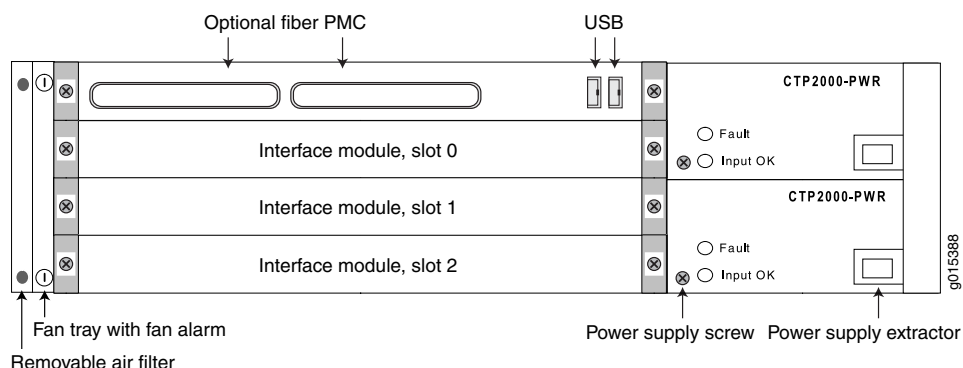 Optional fiber PMC
USB
CTP2000-PWR
Fault
Input OK
Interface module, slot 0
Interface module, slot 1
CTP2000-PWR
Interface module, slot 2
Fault
Input OK
g015388
Fan tray with fan alarm
Power supply screw
Power supply extractor
Removable air filter